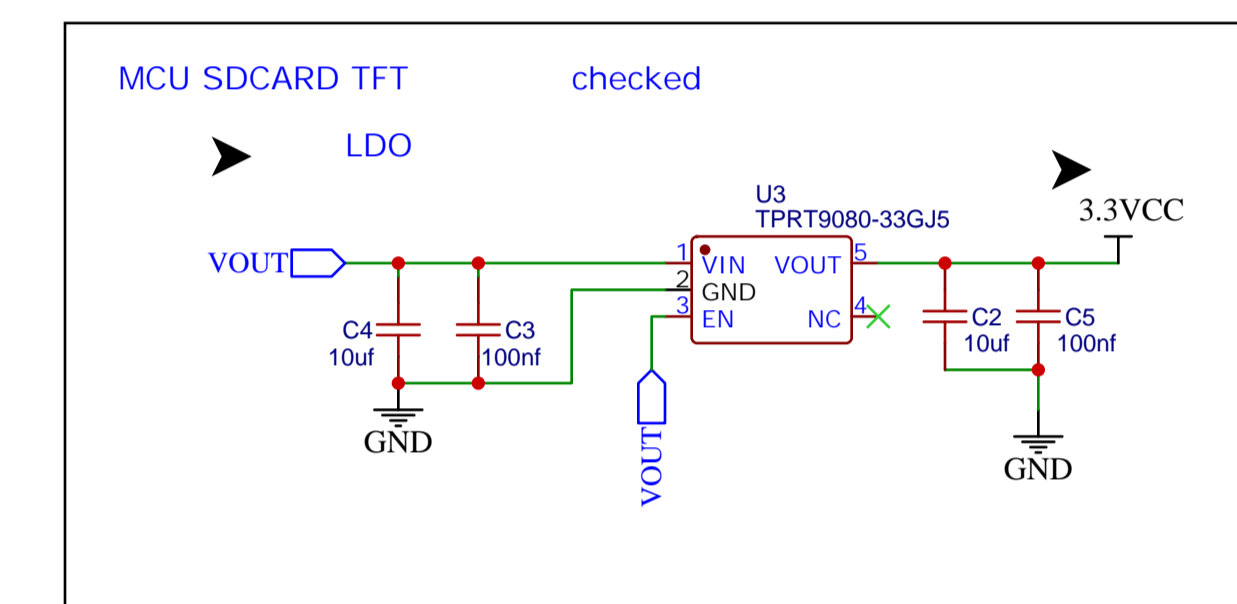 MCU SDCARD TFT checked
LDO
U3
TPRT9080-33GJ5
3.3VCC
VOUT
1
VIN
VOUT
5
2
GND
3
EN
NC
4
C4
10uf
C3
100nf
C2
10uf
C5
100nf
GND
VOUT
GND